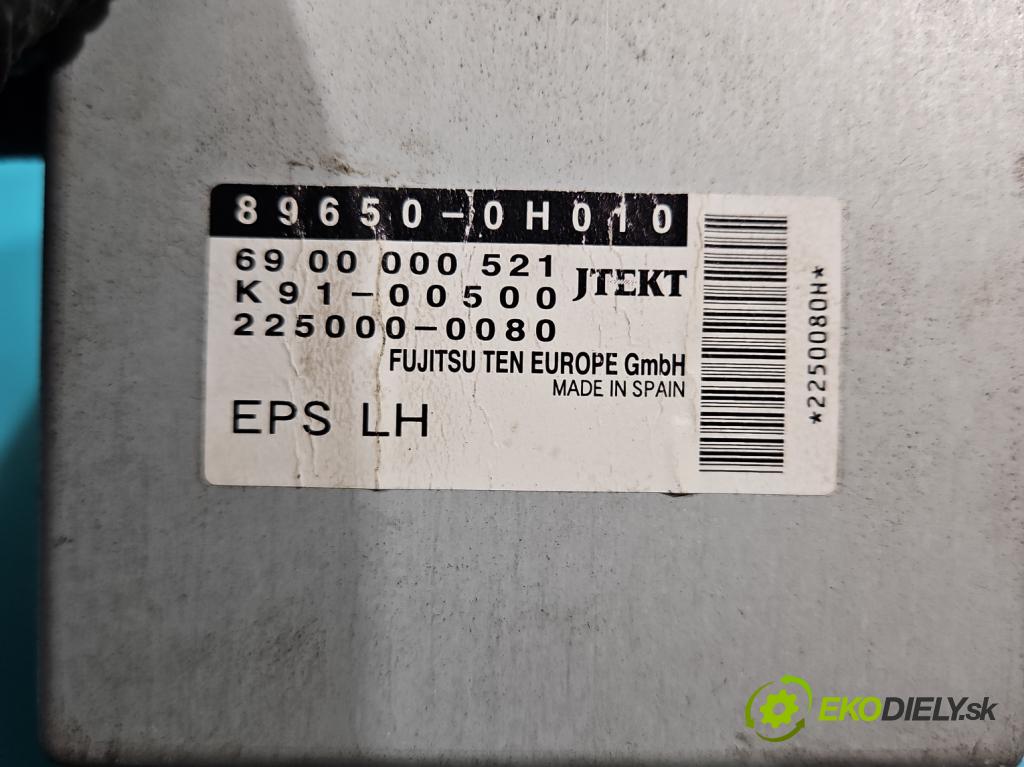 89650-0H010
69 00 000 521
JTEKT
K91-00500
225000-0080
FUJITSU TEN EUROPE GmbH
MADE IN SPAIN
EPS LH
*2250080H*
EKODIELY.sk